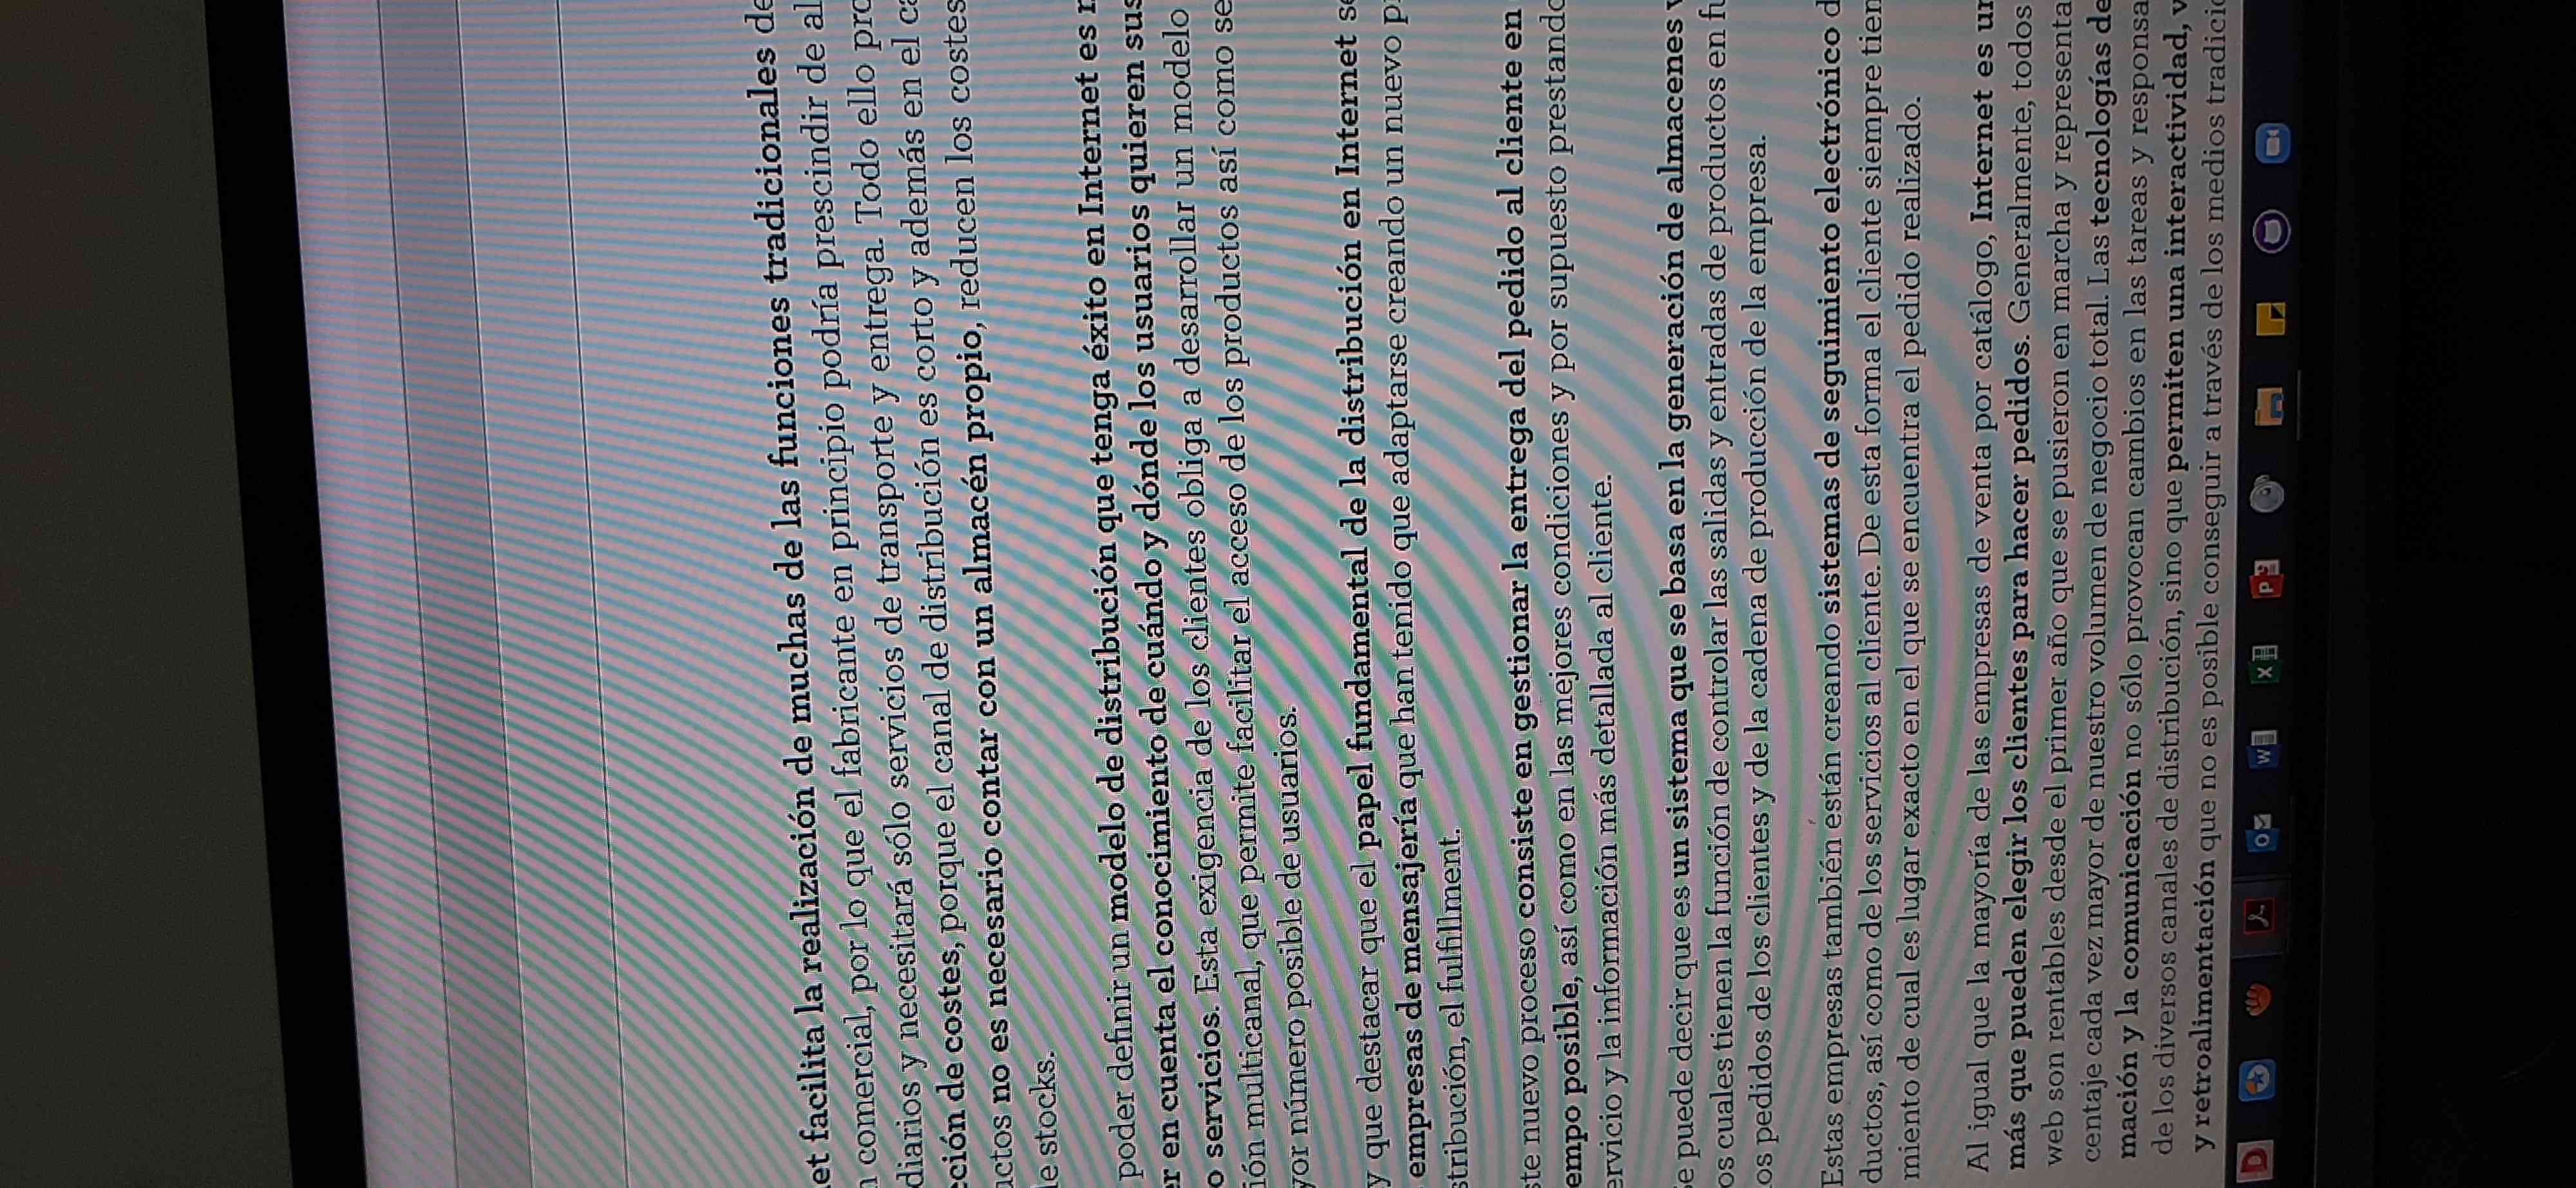 et facilita la realización de muchas de las funciones tradicionales de
n comercial, por lo que el fabricante en principio podría prescindir de al
diarios y necesitará sólo servicios de transporte y entrega. Todo ello pro
cción de costes, porque el canal de distribución es corto y además en el ca
uctos no es necesario contar con un almacén propio, reducen los costes
le stocks.
poder definir un modelo de distribución que tenga éxito en Internet es n
er en cuenta el conocimiento de cuándo y dónde los usuarios quieren sus
o servicios. Esta exigencia de los clientes obliga a desarrollar un modelo
ión multicanal, que permite facilitar el acceso de los productos así como se
yor número posible de usuarios.
y que destacar que el papel fundamental de la distribución en Internet se
empresas de mensajería que han tenido que adaptarse creando un nuevo p
stribución, el fulfillment.
ste nuevo proceso consiste en gestionar la entrega del pedido al cliente en
empo posible, así como en las mejores condiciones y por supuesto prestando
ervicio y la información más detallada al cliente.
e puede decir que es un sistema que se basa en la generación de almacenes v
os cuales tienen la función de controlar las salidas y entradas de productos en fu
os pedidos de los clientes y de la cadena de producción de la empresa.
Estas empresas también están creando sistemas de seguimiento electrónico d
ductos, así como de los servicios al cliente. De esta forma el cliente siempre tien
miento de cual es lugar exacto en el que se encuentra el pedido realizado.
Al igual que la mayoría de las empresas de venta por catálogo, Internet es un
más que pueden elegir los clientes para hacer pedidos. Generalmente, todos
web son rentables desde el primer año que se pusieron en marcha y representa
centaje cada vez mayor de nuestro volumen de negocio total. Las tecnologías de
mación y la comunicación no sólo provocan cambios en las tareas y responsa
de los diversos canales de distribución, sino que permiten una interactividad, v
y retroalimentación que no es posible conseguir a través de los medios tradicio